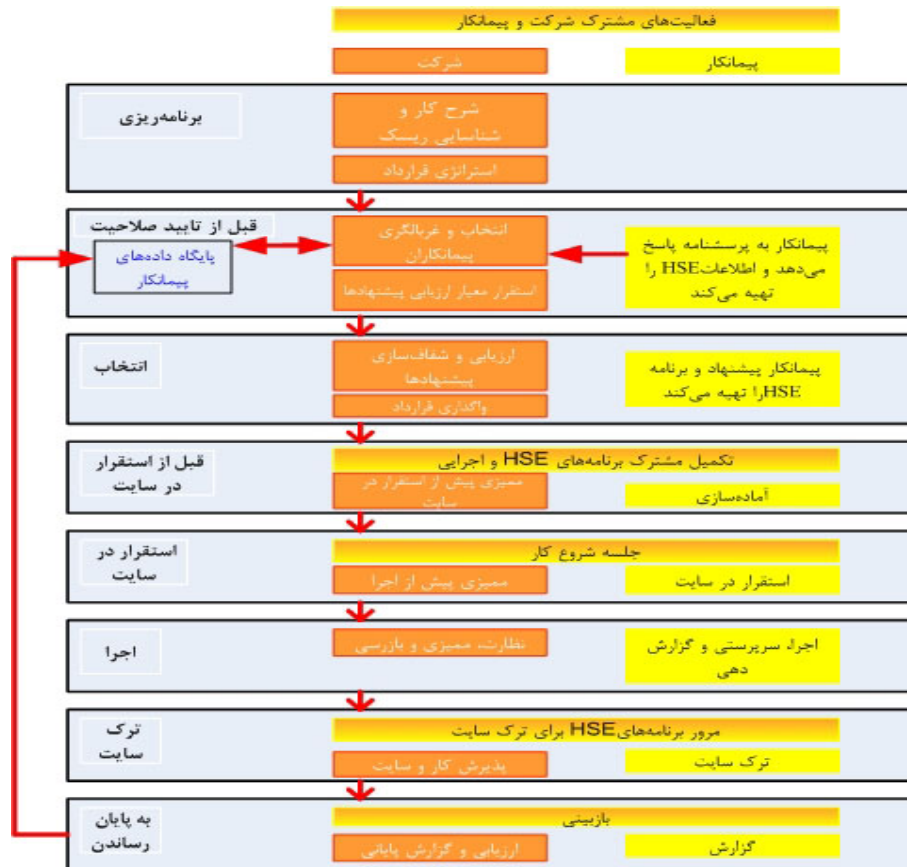 فعالیت‌های مشترک شرکت و پیمانکار
شرکت
پیمانکار
برنامه‌ریزی
شرح کار و
شناسایی ریسک
استراتژی قرارداد
قبل از تایید صلاحیت
پایگاه داده‌های
پیمانکار
انتخاب و غربالگری
پیمانکاران
استقرار معیار ارزیابی پیشنهادها
پیمانکار به پرسشنامه پاسخ
می‌دهد و اطلاعات HSE را
تهیه می‌کند
انتخاب
ارزیابی و شفاف‌سازی
پیشنهادها
واگذاری قرارداد
پیمانکار پیشنهاد و برنامه
HSE را تهیه می‌کند
قبل از استقرار
در سایت
تکمیل مشترک برنامه‌های HSE و اجرایی
ممیزی پیش از استقرار در
سایت
آماده‌سازی
استقرار در
سایت
جلسه شروع کار
ممیزی پیش از اجرا
استقرار در سایت
اجرا
نظارت، ممیزی و بازرسی
اجرا، سرپرستی و گزارش
دهی
ترک
سایت
مرور برنامه‌های HSE برای ترک سایت
پذیرش کار و سایت
ترک سایت
به پایان
رساندن
بازبینی
ارزیابی و گزارش پایانی
گزارش